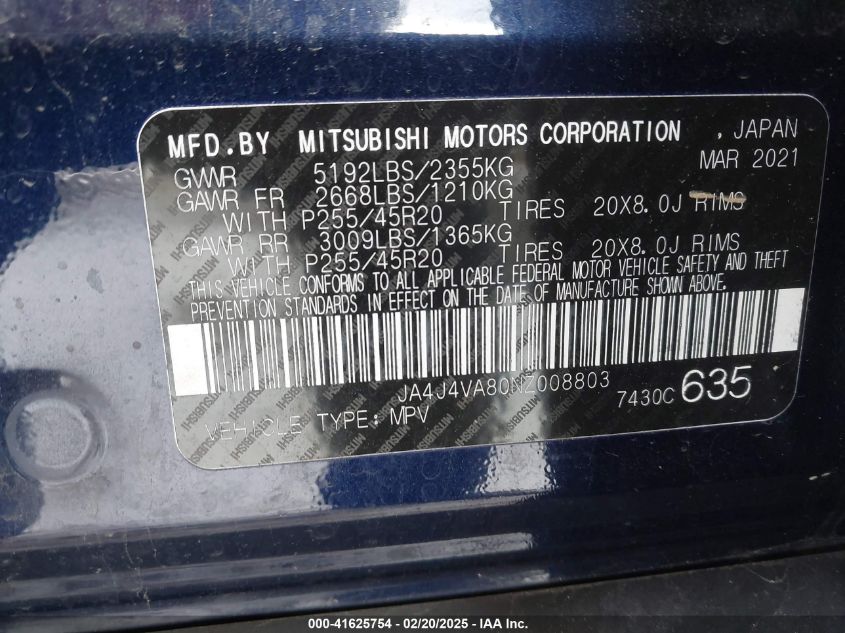 MFD.BY MITSUBISHI MOTORS CORPORATION , JAPAN
GVWR 5192LBS/2355KG MAR 2021
GAWR FR 2668LBS/1210KG
WITH P255/45R20 TIRES 20X8.0J RIMS
GAWR RR 3009LBS/1365KG
WITH P255/45R20 TIRES 20X8.0J RIMS
THIS VEHICLE CONFORMS TO ALL APPLICABLE FEDERAL MOTOR VEHICLE SAFETY AND THEFT
PREVENTION STANDARDS IN EFFECT ON THE DATE OF MANUFACTURE SHOWN ABOVE.
JA4J4VA80NZ008803
7430C 635
VEHICLE TYPE: MPV
MITSUBISHI
000-41625754 - 02/20/2025 - IAA Inc.